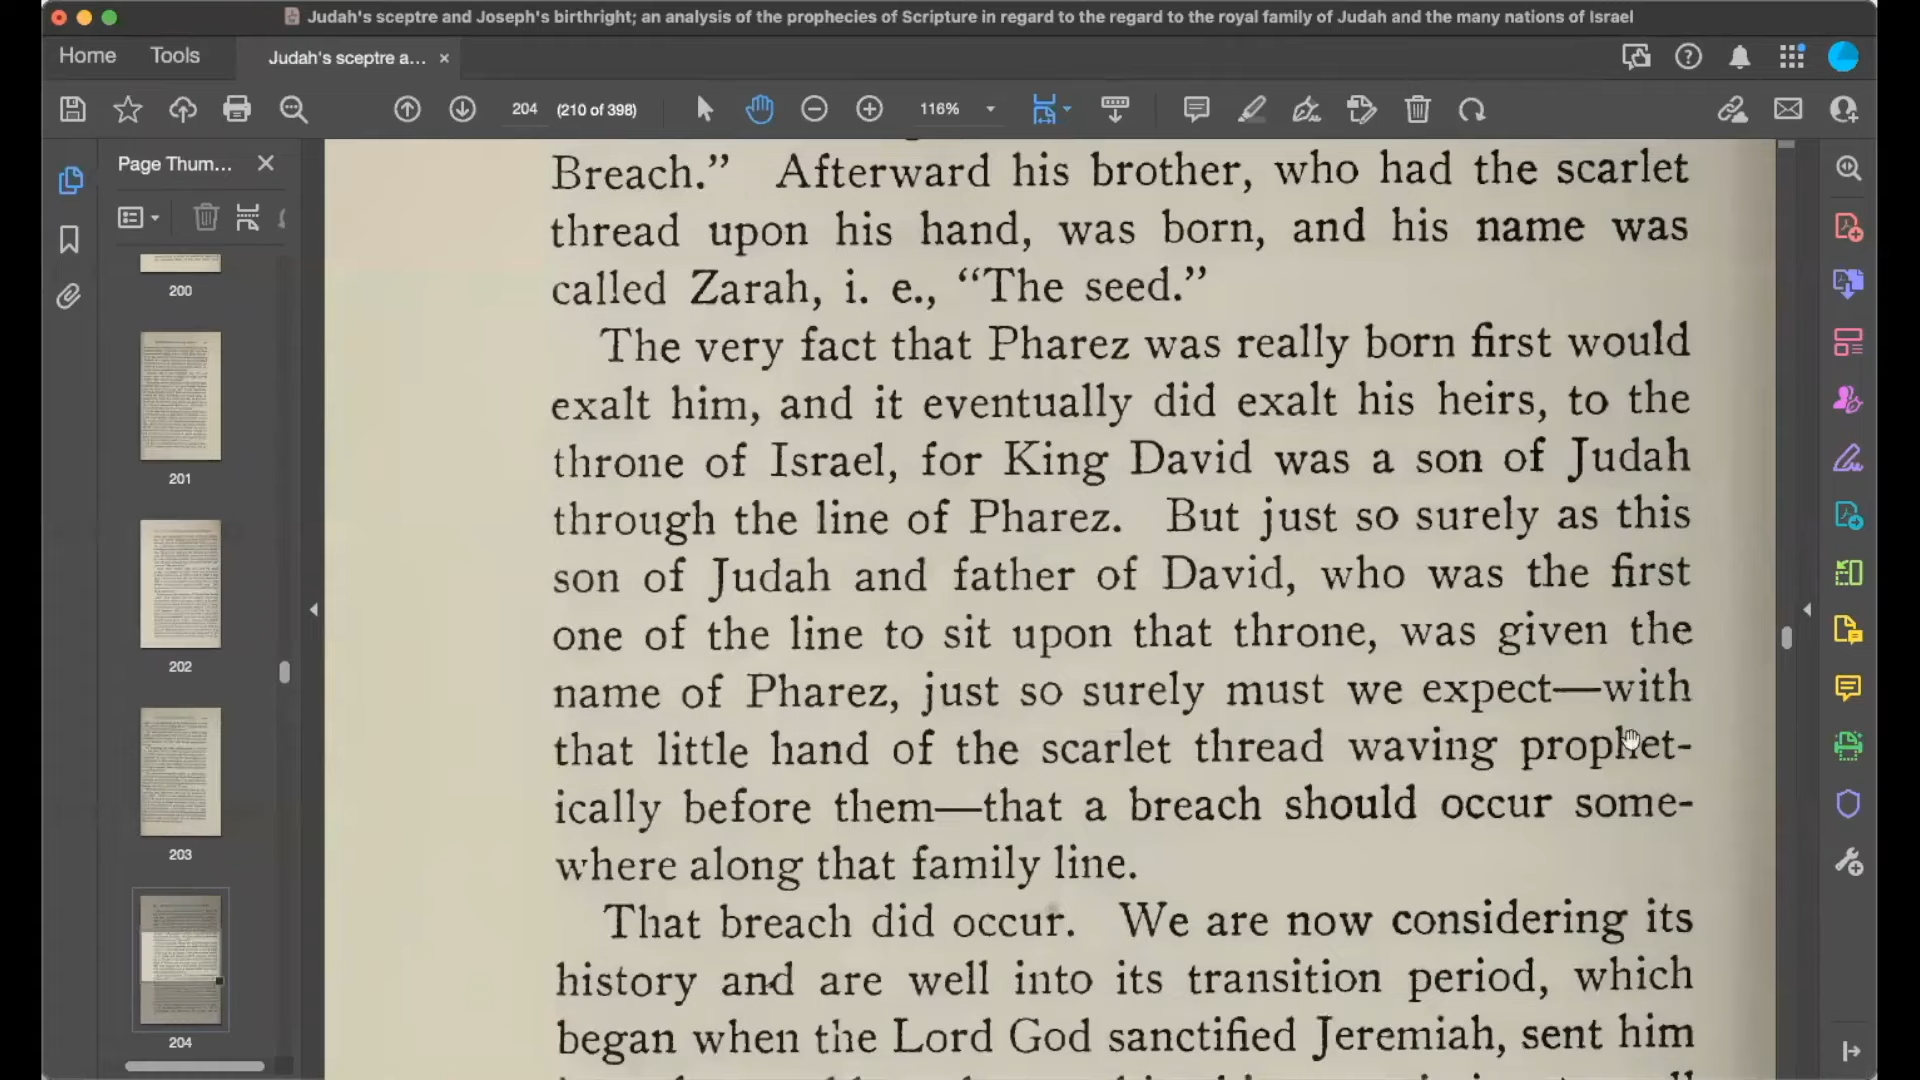 Judah's sceptre and Joseph's birthright; an analysis of the prophecies of Scripture in regard to the regard to the royal family of Judah and the many nations of Israel
Home Tools Judah's sceptre a...
204 (210 of 398) 116%
Page Thum...
200
201
202
203
204
Breach.” Afterward his brother, who had the scarlet
thread upon his hand, was born, and his name was
called Zarah, i. e., “The seed.”
The very fact that Pharez was really born first would
exalt him, and it eventually did exalt his heirs, to the
throne of Israel, for King David was a son of Judah
through the line of Pharez. But just so surely as this
son of Judah and father of David, who was the first
one of the line to sit upon that throne, was given the
name of Pharez, just so surely must we expect—with
that little hand of the scarlet thread waving prophet-
ically before them—that a breach should occur some-
where along that family line.
That breach did occur. We are now considering its
history and are well into its transition period, which
began when the Lord God sanctified Jeremiah, sent him